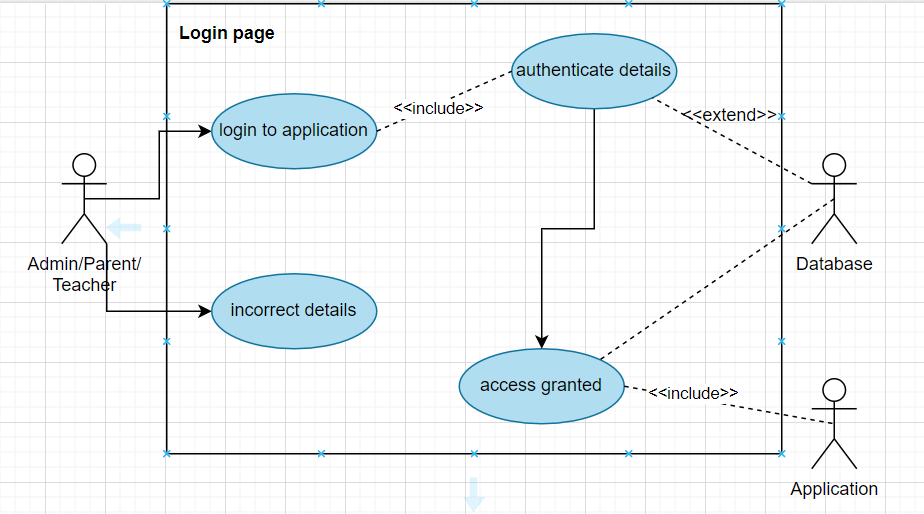 Login page
authenticate details
<<include>>
<<extend>>
login to application
Admin/Parent/
Teacher
Database
incorrect details
access granted
<<include>>
Application